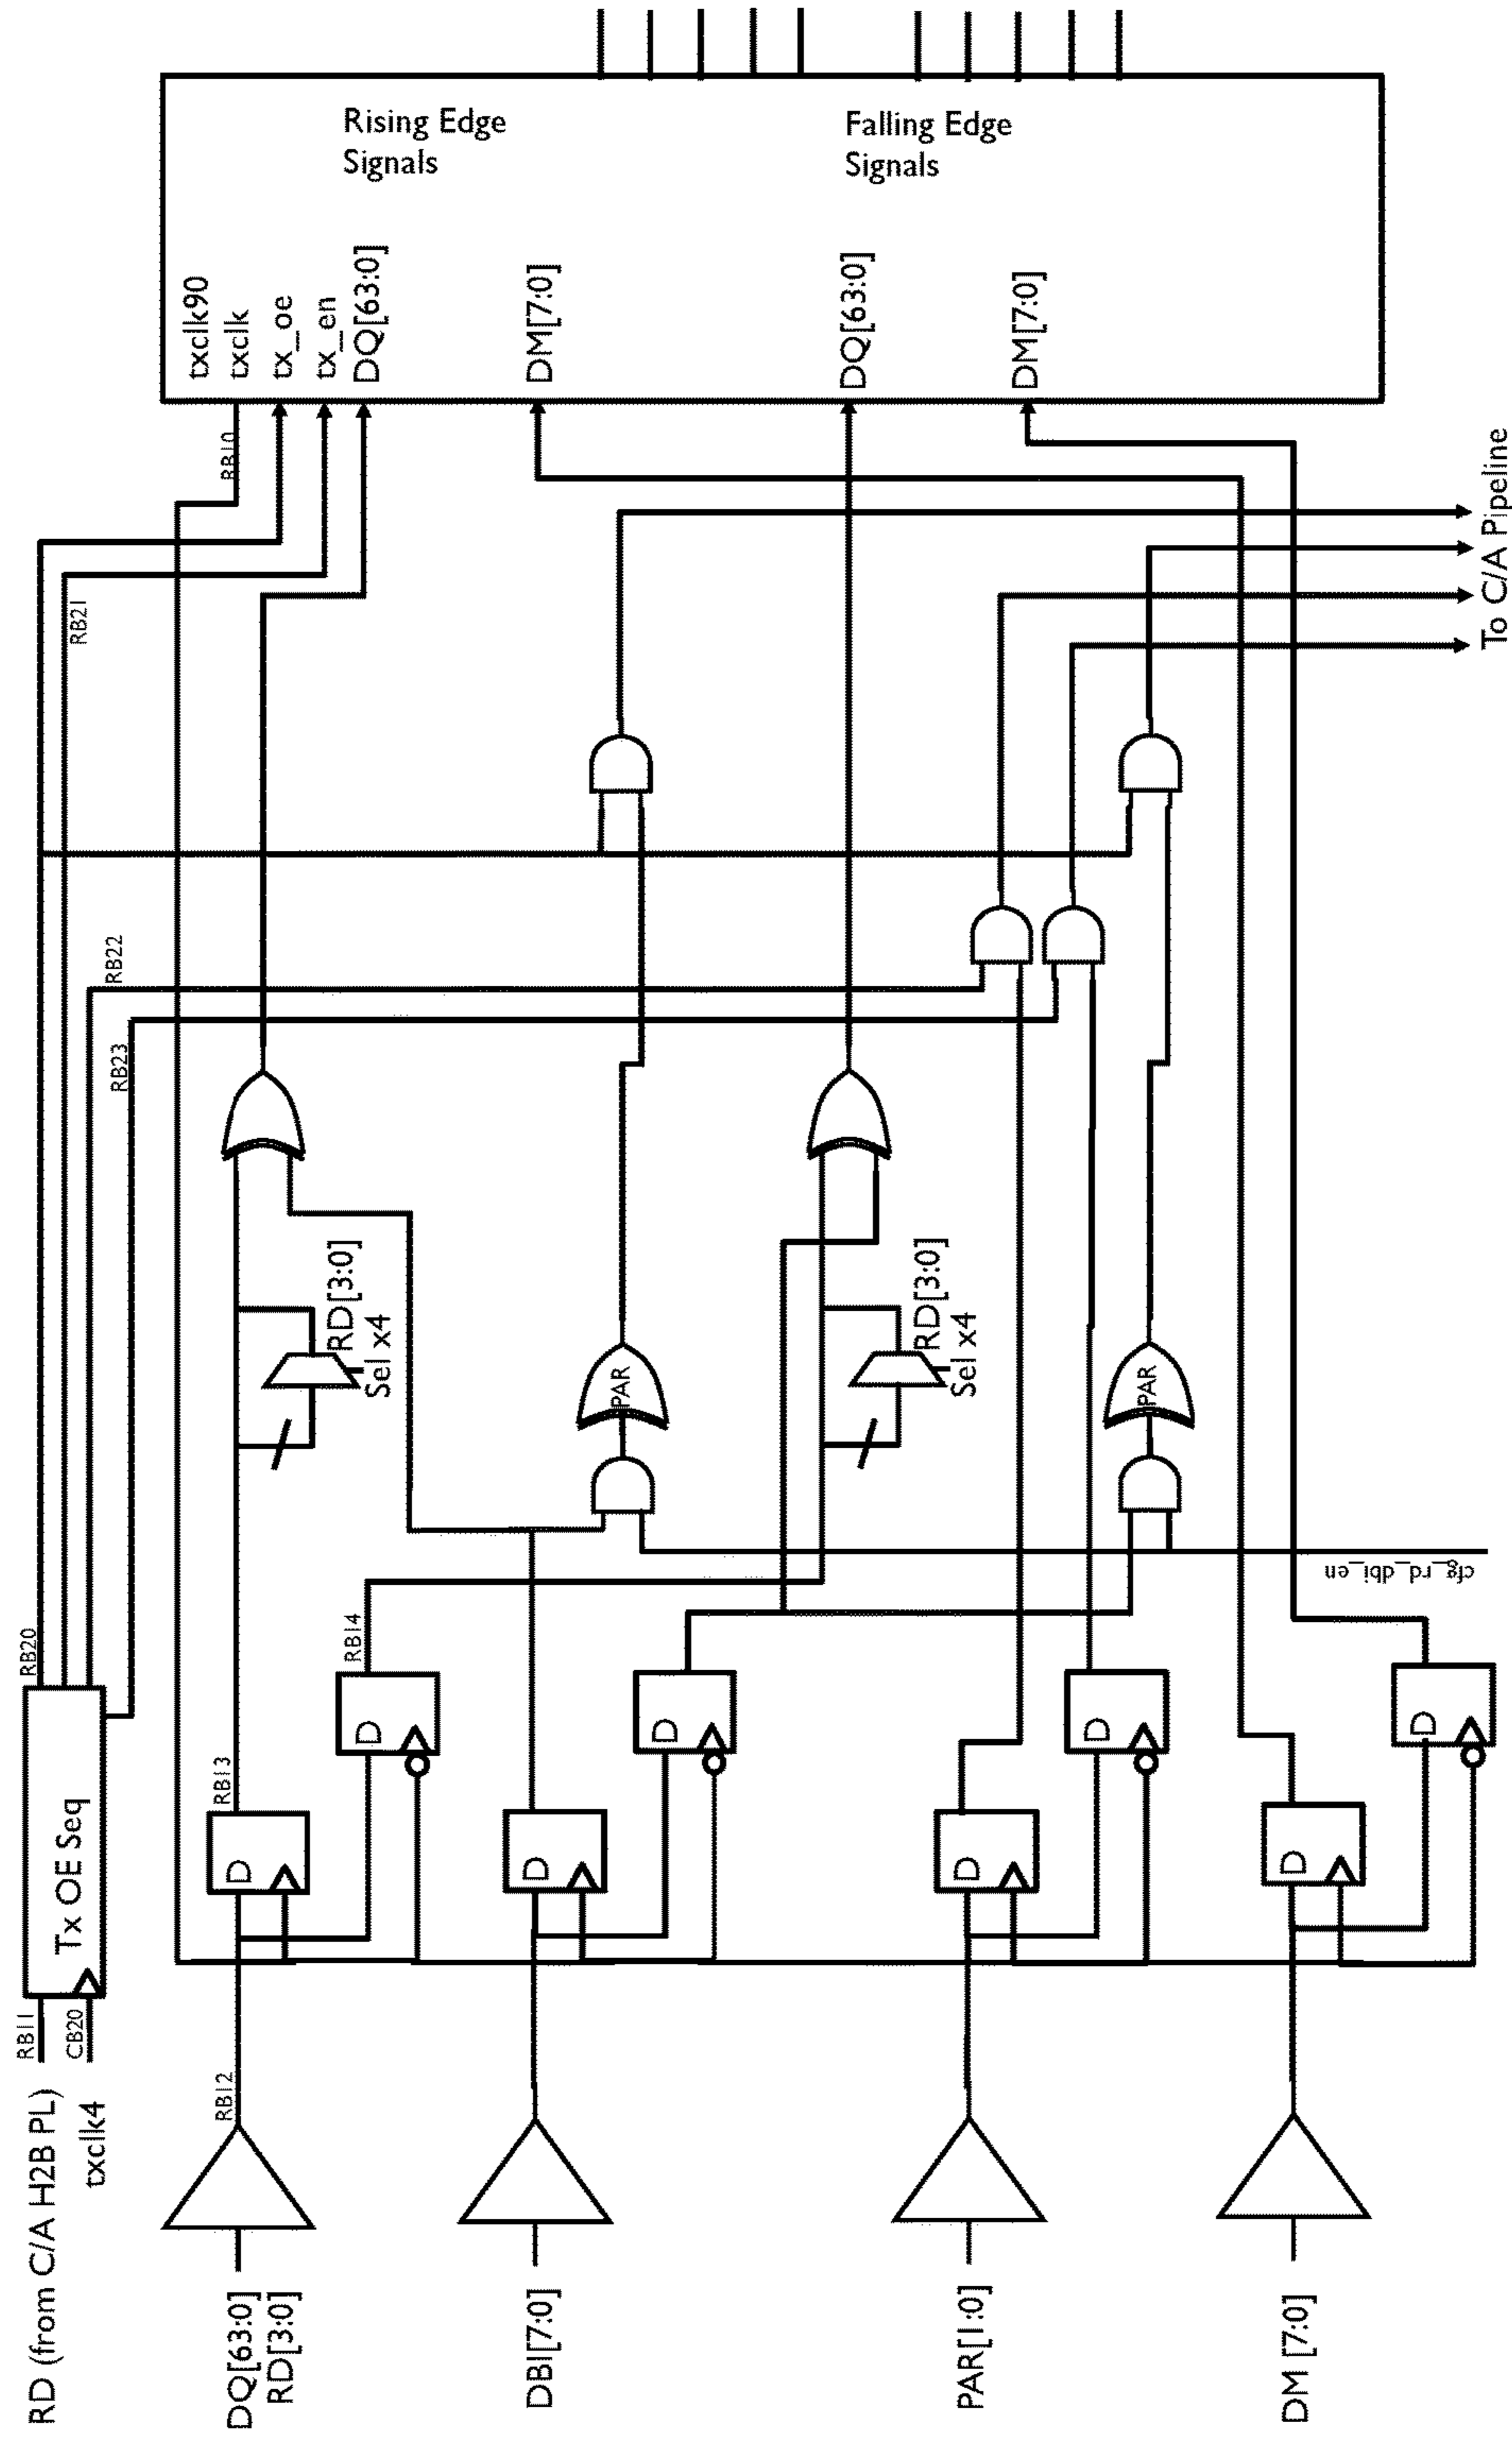 RD (from C/A H2B PL)
txclk4
RB11
CB20
Tx OE Seq
RB20
RB21
RB22
RB23
DQ[63:0]
RD[3:0]
RB12
D
RB13
D
RB14
RD[3:0]
Sel x4
RB10
txclk90
txclk
tx_oe
tx_en
DQ[63:0]
Rising Edge
Signals
DBI[7:0]
D
D
PAR
DM[7:0]
RD[3:0]
Sel x4
DQ[63:0]
Falling Edge
Signals
PAR[1:0]
D
D
PAR
DM[7:0]
DM [7:0]
D
D
cfg_rd_dbi_en
To C/A Pipeline